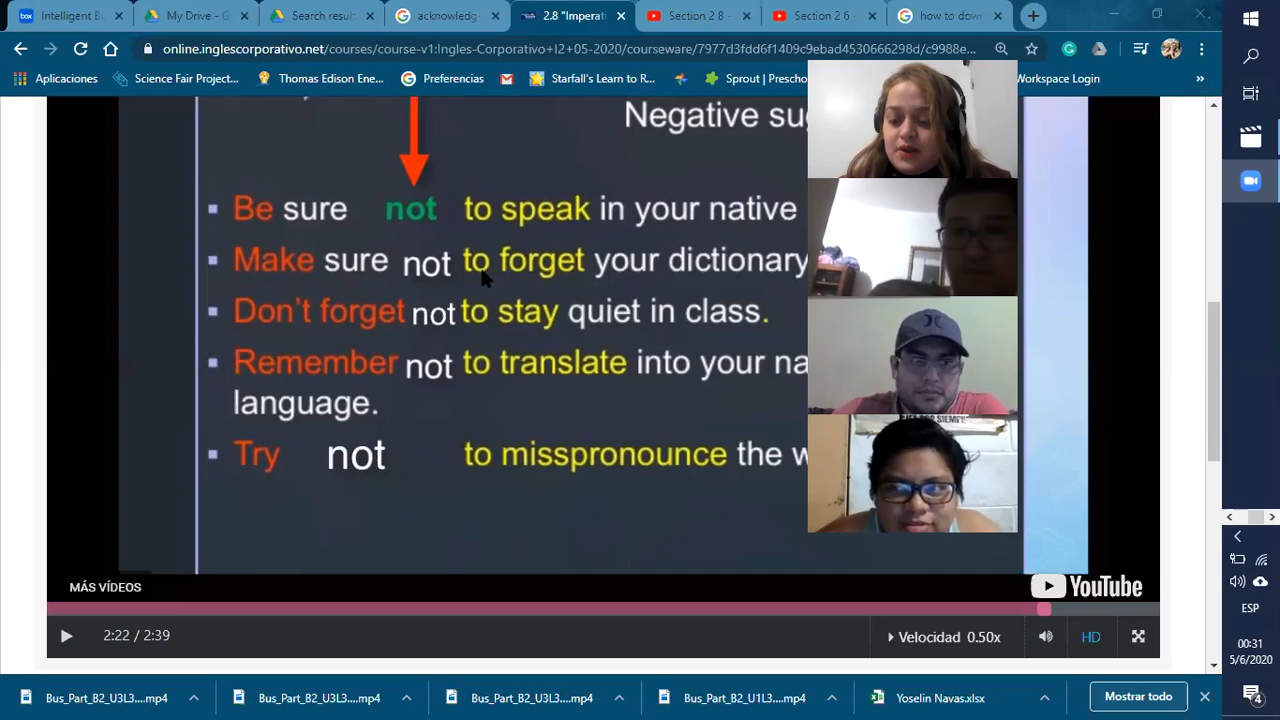 Intelligent Bu
My Drive - G
Search result
acknowledg
2.8 "Imperati
Section 2 8 -
Section 2 6 -
how to dow
online.inglescorporativo.net/courses/course-v1:Ingles-Corporativo+I2+05-2020/courseware/7977d3fdd6f1409c9ebad4530666298d/c9988e...
Aplicaciones
Science Fair Project...
Thomas Edison Ene...
Preferencias
Starfall's Learn to R...
Sprout | Prescho
Workspace Login
Negative sug
Be sure not to speak in your native
Make sure not to forget your dictionary
Don't forget not to stay quiet in class.
Remember not to translate into your na
language.
Try not to misspronounce the w
MÁS VÍDEOS
YouTube
2:22 / 2:39
Velocidad 0.50x
HD
ESP
00:31
5/6/2020
4
Bus_Part_B2_U3L3....mp4
Bus_Part_B2_U3L3....mp4
Bus_Part_B2_U3L3....mp4
Bus_Part_B2_U1L3....mp4
Yoselin Navas.xlsx
Mostrar todo